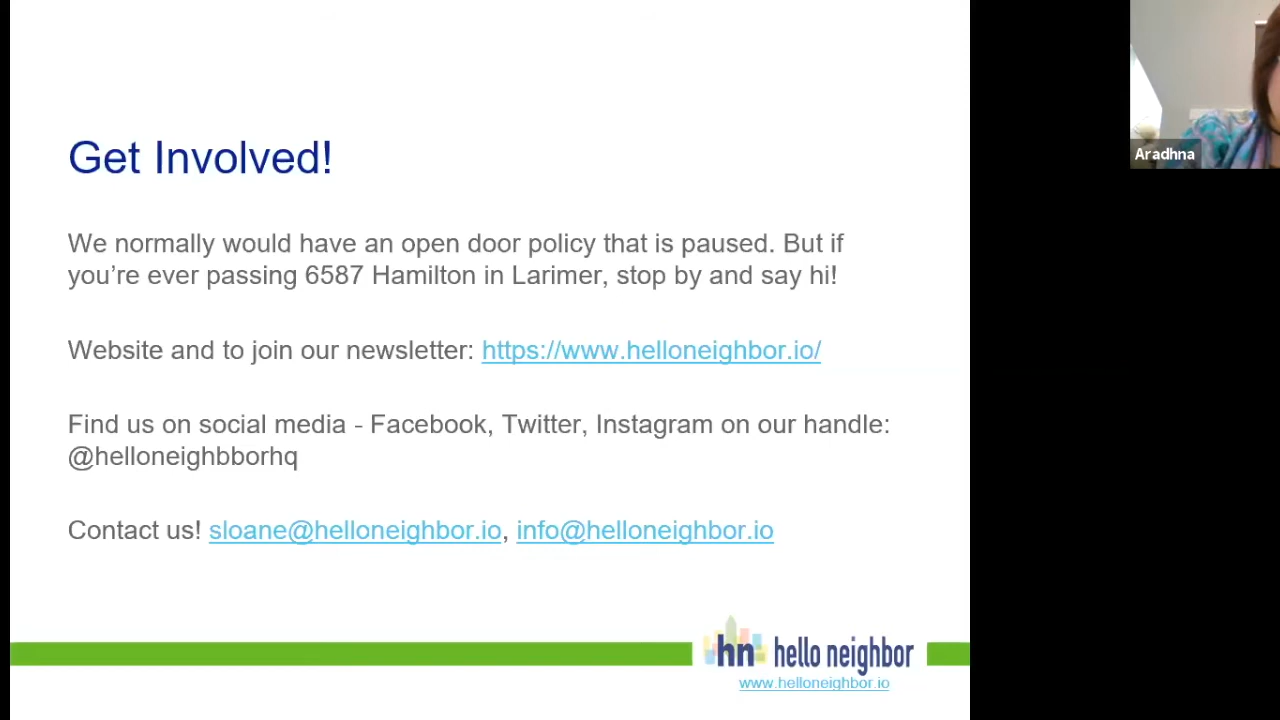 Get Involved!
We normally would have an open door policy that is paused. But if
you’re ever passing 6587 Hamilton in Larimer, stop by and say hi!
Website and to join our newsletter: https://www.helloneighbor.io/
Find us on social media - Facebook, Twitter, Instagram on our handle:
@helloneighbborhq
Contact us! sloane@helloneighbor.io, info@helloneighbor.io
hn hello neighbor
www.helloneighbor.io
Aradhna